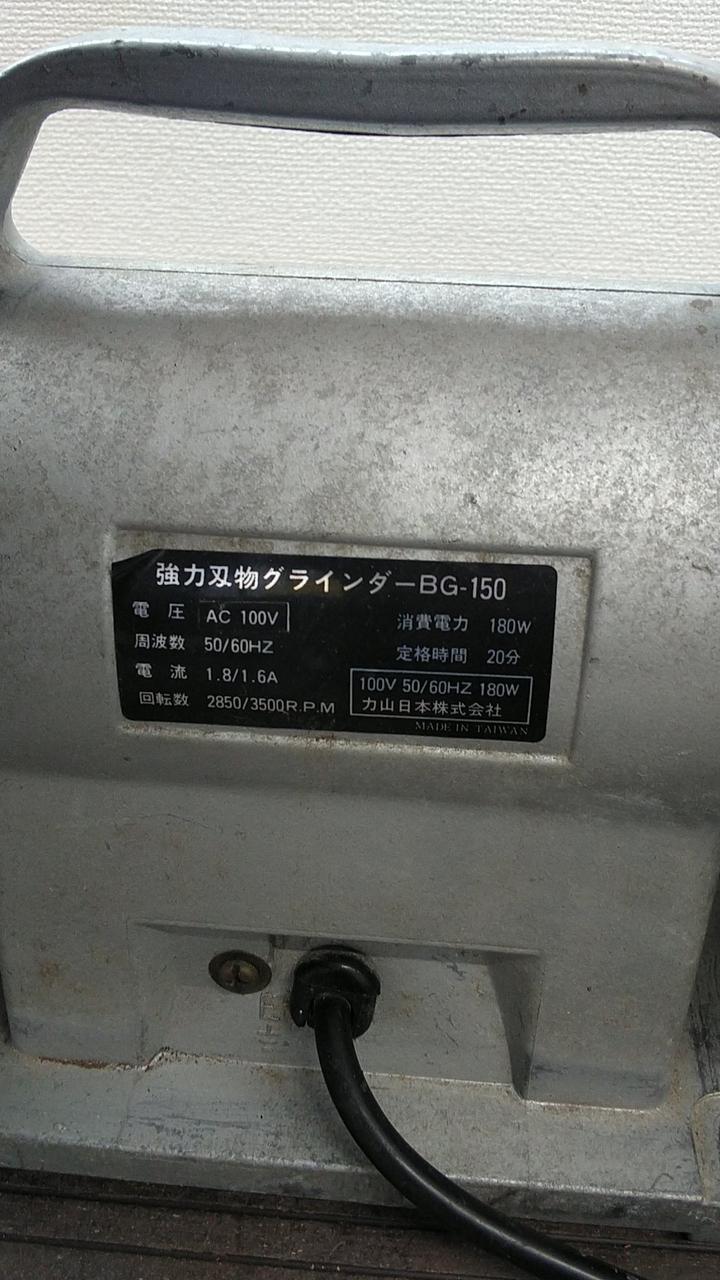 強力刃物グラインダーBG-150
電圧 AC 100V
消費電力 180W
周波数 50/60HZ
定格時間 20分
電流 1.8/1.6A
回転数 2850/3500R.P.M
100V 50/60HZ 180W
力山日本株式会社
MADE IN TAIWAN